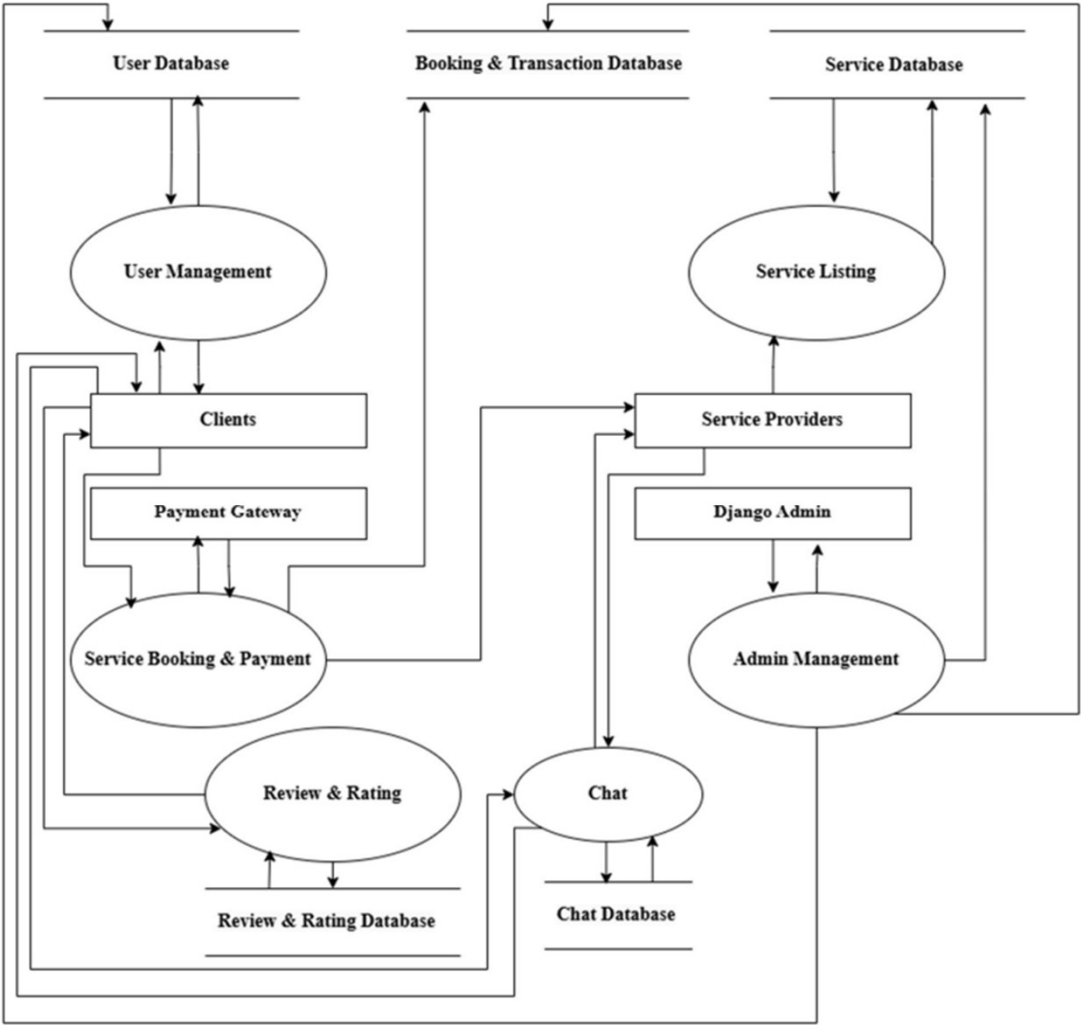 User Database
Booking & Transaction Database
Service Database
User Management
Service Listing
Clients
Service Providers
Payment Gateway
Django Admin
Service Booking & Payment
Admin Management
Review & Rating
Chat
Review & Rating Database
Chat Database